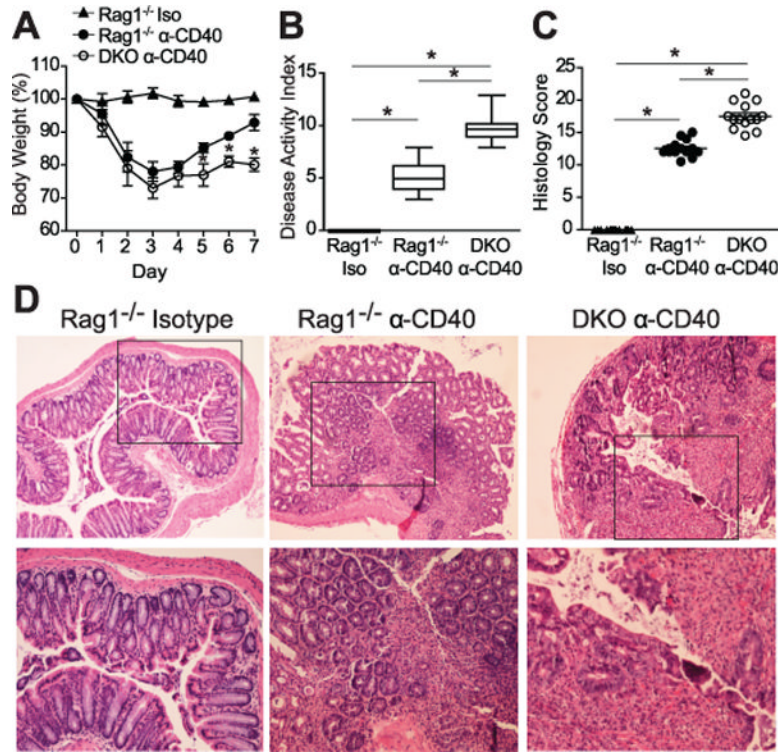 A
Rag1⁻/⁻ Iso
Rag1⁻/⁻ α-CD40
DKO α-CD40
Body Weight (%)
110
100
90
80
70
60
* * *
0 1 2 3 4 5 6 7
Day
B
Disease Activity Index
15
10
5
0
*
* *
Rag1⁻/⁻ Iso
Rag1⁻/⁻ α-CD40
DKO α-CD40
C
Histology Score
25
20
15
10
5
0
*
* *
Rag1⁻/⁻ Iso
Rag1⁻/⁻ α-CD40
DKO α-CD40
D
Rag1⁻/⁻ Isotype
Rag1⁻/⁻ α-CD40
DKO α-CD40